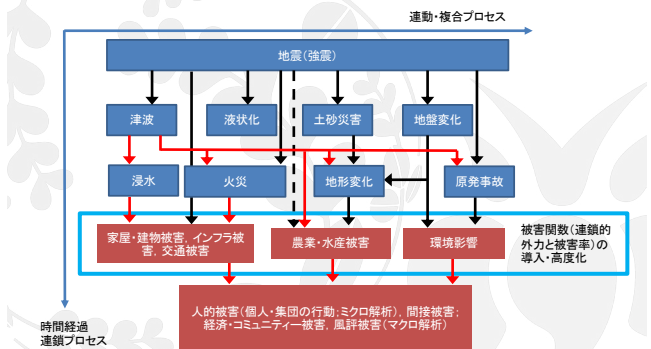 連動・複合プロセス
地震(強震)
津波
液状化
土砂災害
地盤変化
浸水
火災
地形変化
原発事故
家屋・建物被害, インフラ被
害, 交通被害
農業・水産被害
環境影響
被害関数(連鎖的
外力と被害率)の
導入・高度化
人的被害(個人・集団の行動;ミクロ解析), 間接被害;
経済・コミュニティー被害, 風評被害(マクロ解析)
時間経過
連鎖プロセス